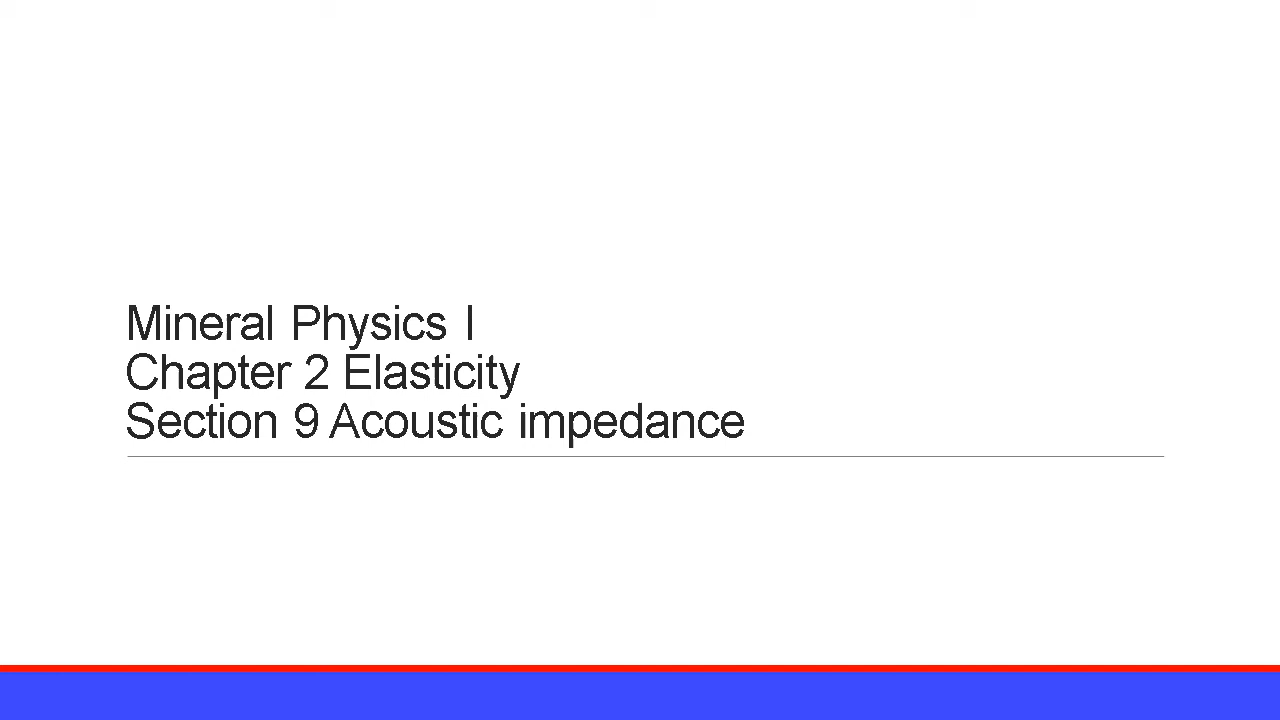 Mineral Physics I
Chapter 2 Elasticity
Section 9 Acoustic impedance